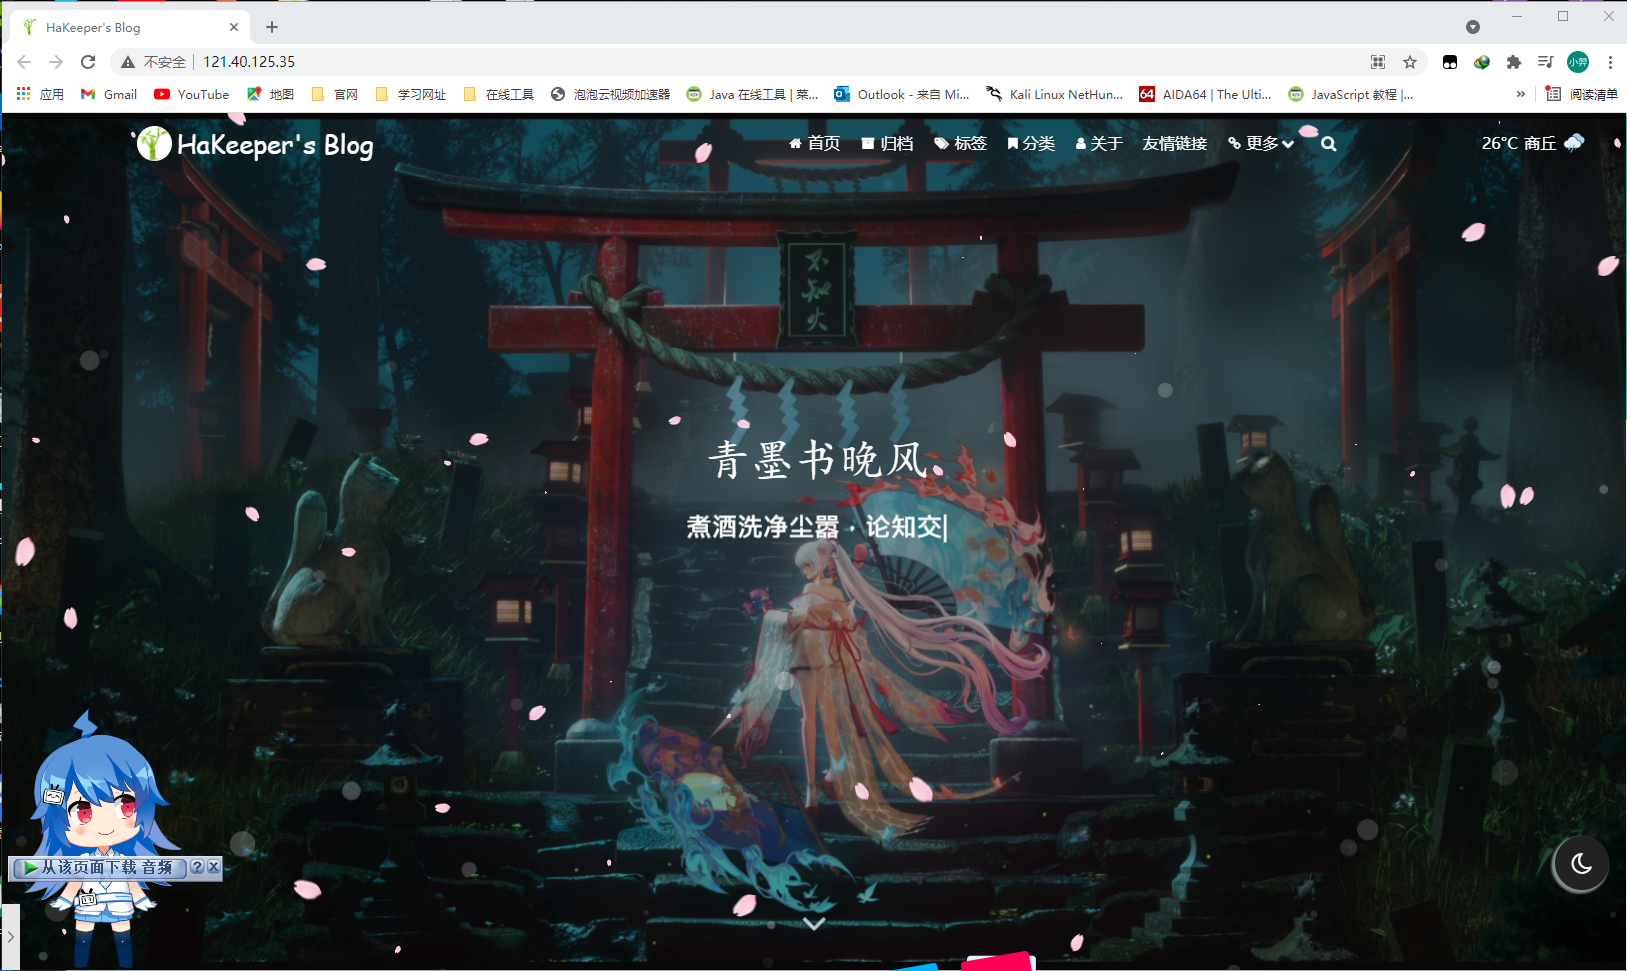 HaKeeper's Blog
不安全 121.40.125.35
小羿
应用 Gmail YouTube 地图 官网 学习网址 在线工具 泡泡云视频加速器 Java 在线工具 | 菜... Outlook - 来自 Mi... Kali Linux NetHun... 64 AIDA64 | The Ulti... JavaScript 教程 |... » 阅读清单
HaKeeper's Blog 首页 归档 标签 分类 关于 友情链接 更多 26°C 商丘
不知火
青墨书晚风
煮酒洗净尘嚣 · 论知交|
从该页面下载 音频 ? X